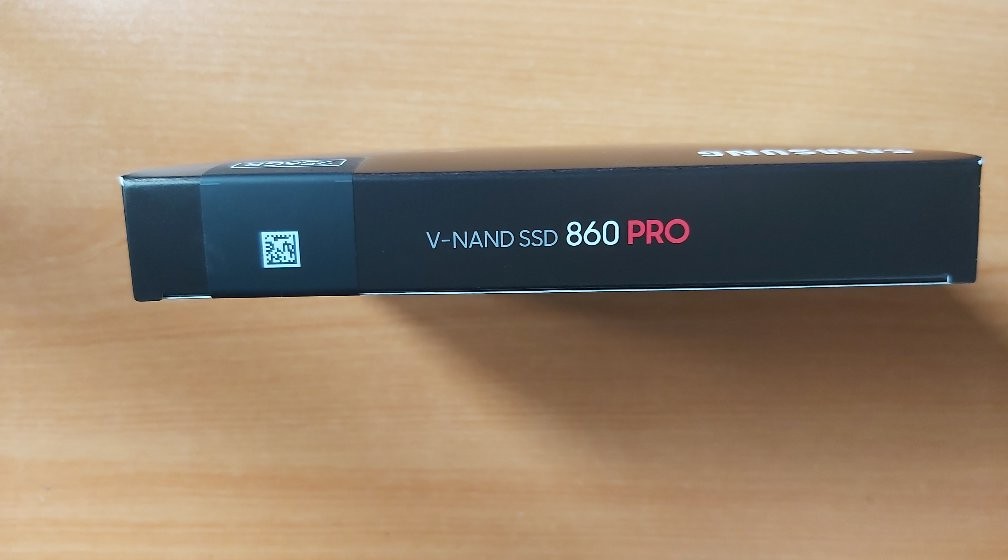 SAMSUNG
V-NAND SSD 860 PRO